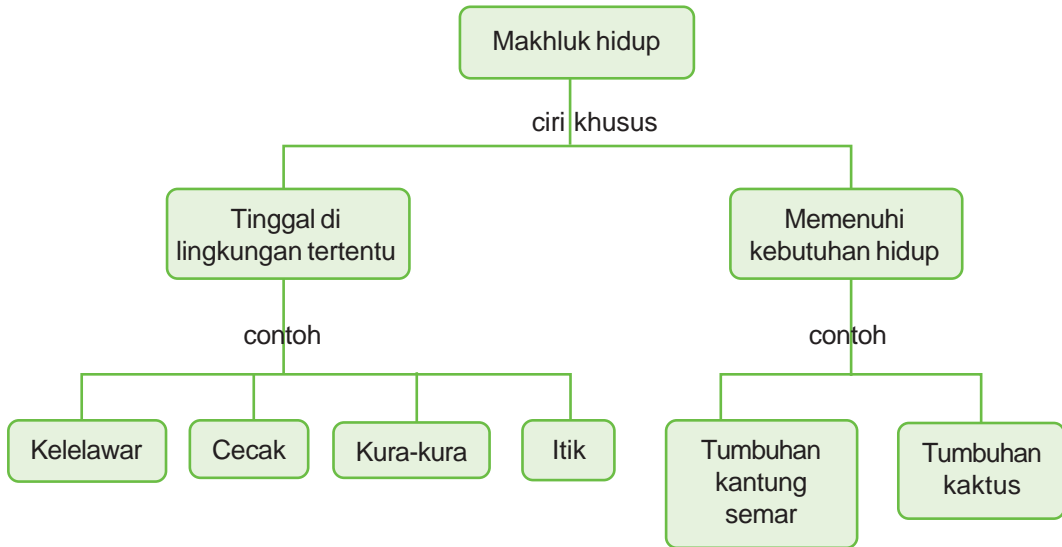 Makhluk hidup
ciri khusus
Tinggal di
lingkungan tertentu
Memenuhi
kebutuhan hidup
contoh
contoh
Kelelawar
Cecak
Kura-kura
Itik
Tumbuhan
kantung
semar
Tumbuhan
kaktus